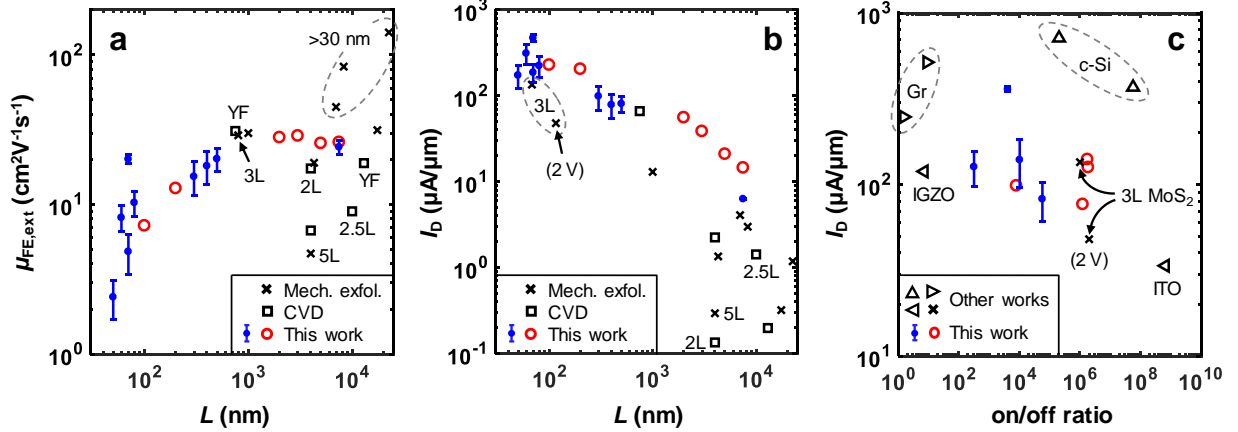 a
>30 nm
YF
3L
2L
YF
2.5L
5L
Mech. exfol.
CVD
This work
10²
10¹
10⁰
10² 10³ 10⁴
μFE,ext (cm²V⁻¹s⁻¹)
L (nm)
b
3L
(2 V)
2.5L
5L
2L
Mech. exfol.
CVD
This work
10³
10²
10¹
10⁰
10⁻¹
10² 10³ 10⁴
ID (μA/μm)
L (nm)
c
Gr
c-Si
IGZO
3L MoS₂
(2 V)
ITO
Other works
This work
10³
10²
10¹
10⁰ 10² 10⁴ 10⁶ 10⁸ 10¹⁰
ID (μA/μm)
on/off ratio